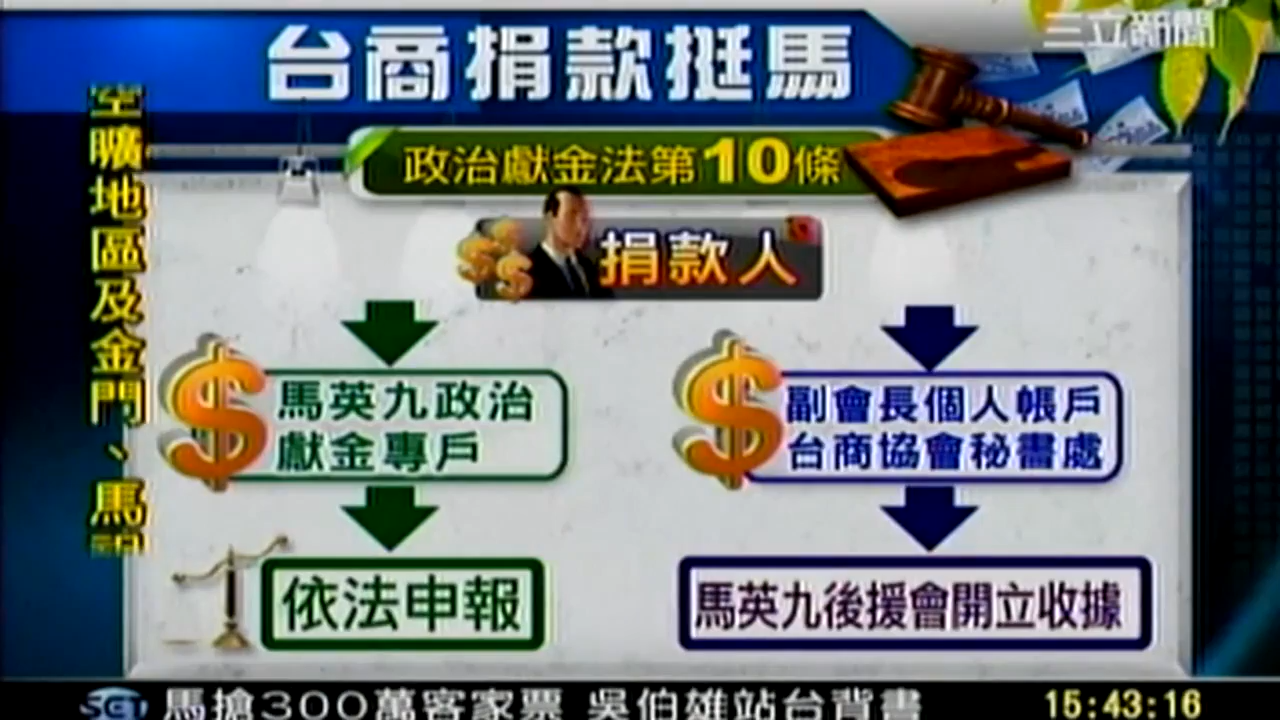 台商捐款挺馬
三立新聞
政治獻金法第10條
捐款人
馬英九政治
獻金專戶
副會長個人帳戶
台商協會秘書處
依法申報
馬英九後援會開立收據
空曠地區及金門、馬
SET 馬搶300萬客家票 吳伯雄站台背書
15:43:16